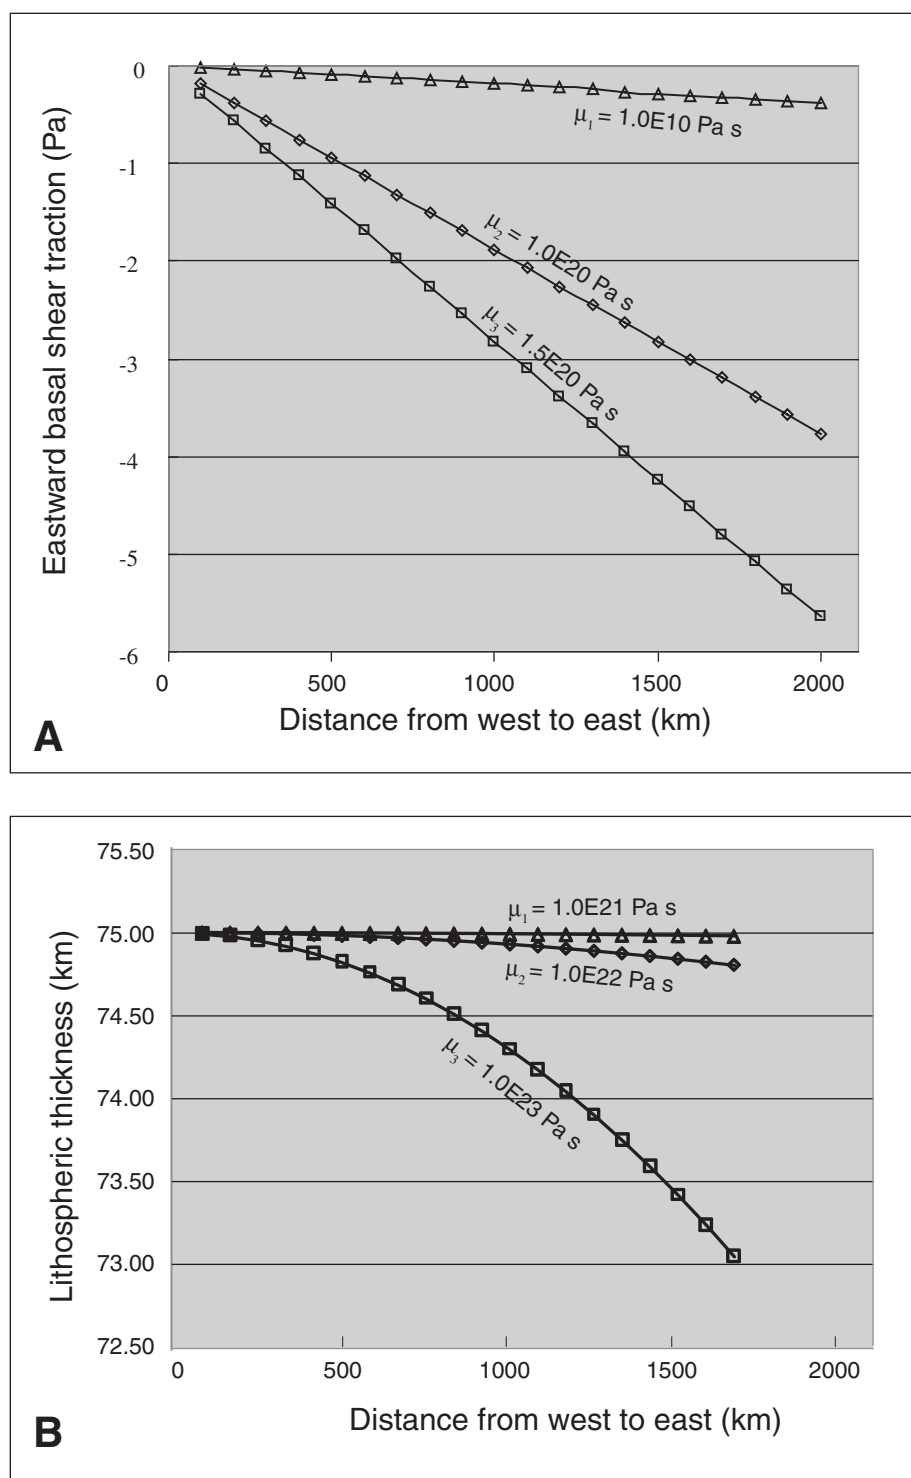 0
-1
-2
-3
-4
-5
-6
Eastward basal shear traction (Pa)
μ₁ = 1.0E10 Pa s
μ₂ = 1.0E20 Pa s
μ₃ = 1.5E20 Pa s
0 500 1000 1500 2000
Distance from west to east (km)
A
75.50
75.00
74.50
74.00
73.50
73.00
72.50
Lithospheric thickness (km)
μ₁ = 1.0E21 Pa s
μ₂ = 1.0E22 Pa s
μ₃ = 1.0E23 Pa s
0 500 1000 1500 2000
Distance from west to east (km)
B